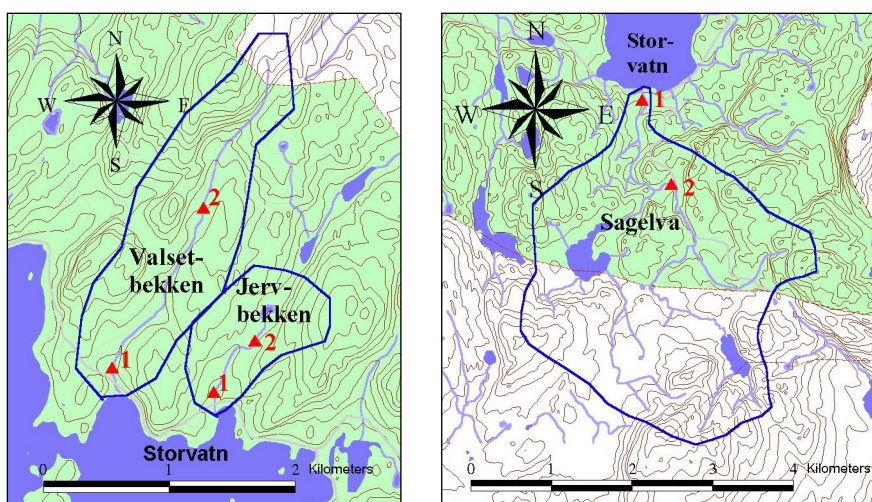 N
W E
S
2
Valset-
bekken
Jerv-
bekken
2
1
1
Storvatn
0 1 2 Kilometers
Stor-
vatn
N
W E
S
1
2
Sagelva
0 1 2 3 4 Kilometers